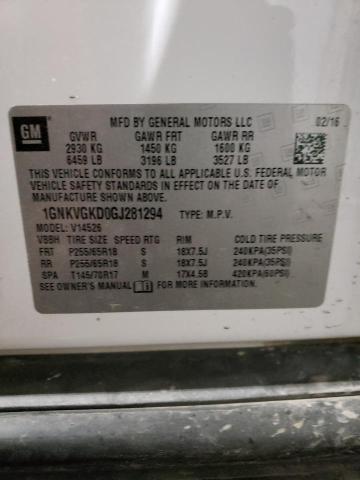 GM
MFD BY GENERAL MOTORS LLC 02/16
GVWR GAWR FRT GAWR RR
2930 KG 1450 KG 1600 KG
6459 LB 3196 LB 3527 LB
THIS VEHICLE CONFORMS TO ALL APPLICABLE U.S. FEDERAL MOTOR
VEHICLE SAFETY STANDARDS IN EFFECT ON THE DATE OF
MANUFACTURE SHOWN ABOVE.
1GNKVGKD0GJ281294 TYPE: M.P.V.
MODEL: V14526
VBBH TIRE SIZE SPEED RTG RIM COLD TIRE PRESSURE
FRT P255/65R18 S 18X7.5J 240KPA(35PSI)
RR P255/65R18 S 18X7.5J 240KPA(35PSI)
SPA T145/70R17 M 17X4.5B 420KPA(60PSI)
SEE OWNER'S MANUAL FOR MORE INFORMATION.